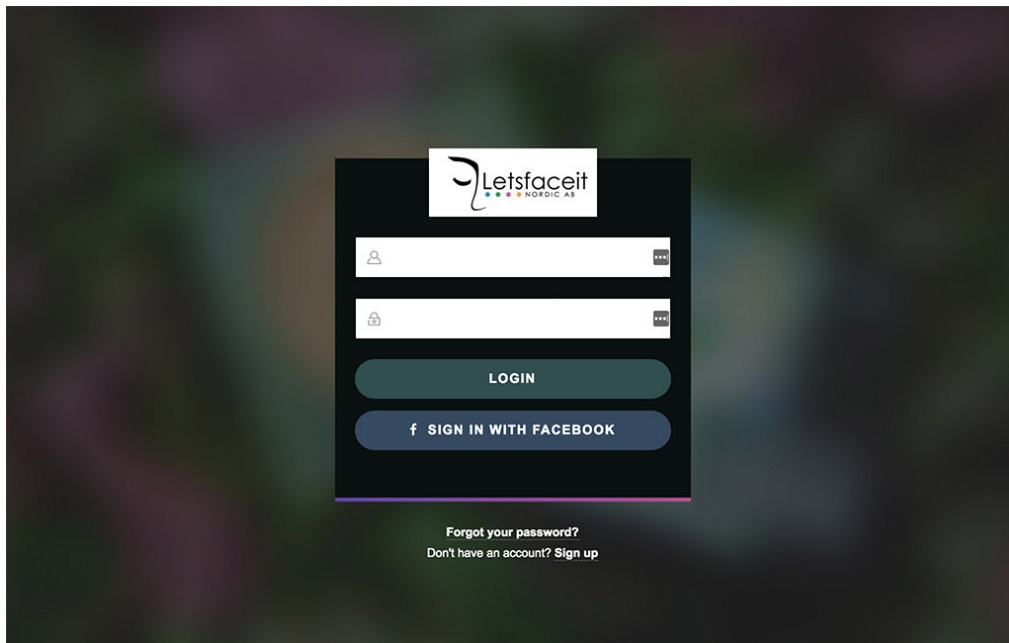 Letsfaceit
NORDIC AB
LOGIN
f SIGN IN WITH FACEBOOK
Forgot your password?
Don't have an account? Sign up